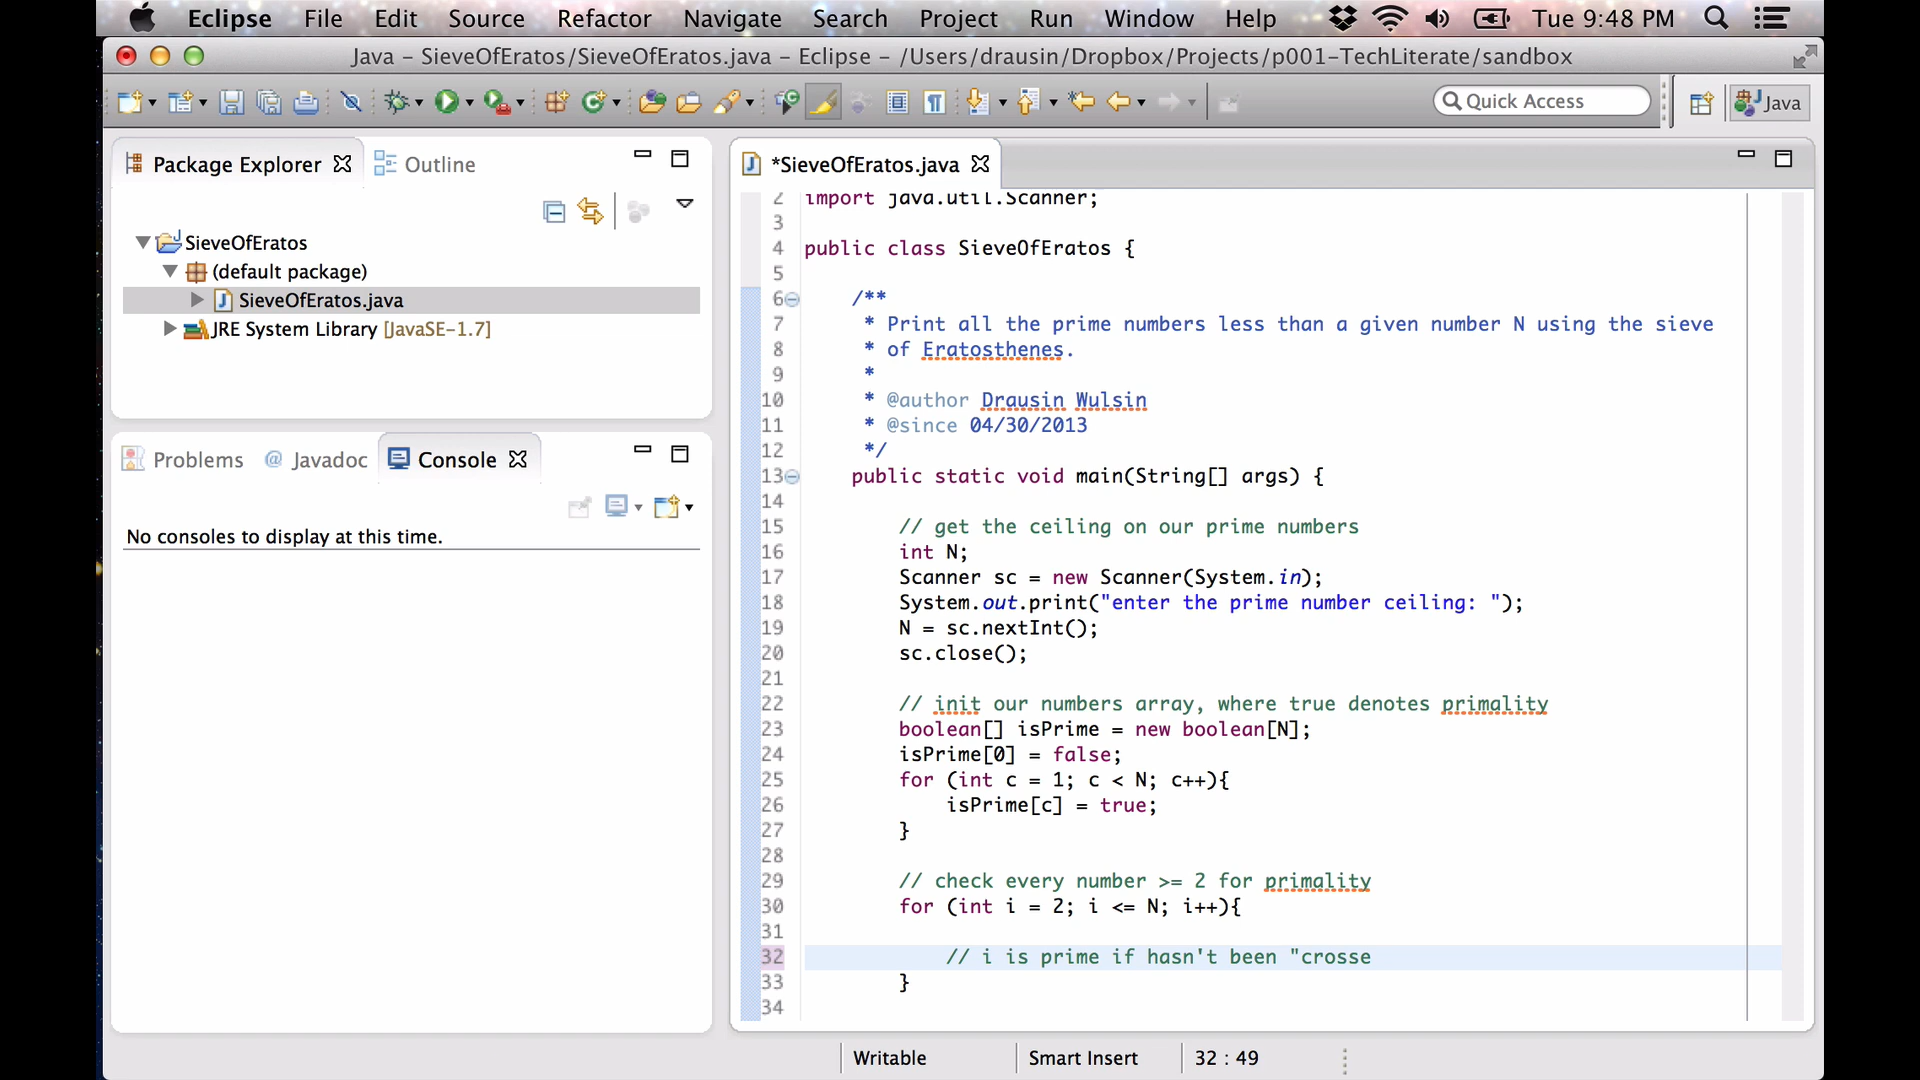 Eclipse File Edit Source Refactor Navigate Search Project Run Window Help Tue 9:48 PM
Java – SieveOfEratos/SieveOfEratos.java – Eclipse – /Users/drausin/Dropbox/Projects/p001-TechLiterate/sandbox
Quick Access
Java
Package Explorer
Outline
SieveOfEratos
(default package)
SieveOfEratos.java
JRE System Library [JavaSE-1.7]
Problems
@ Javadoc
Console
No consoles to display at this time.
*SieveOfEratos.java
2 import java.util.Scanner;
3
4 public class SieveOfEratos {
5
6 /**
7 * Print all the prime numbers less than a given number N using the sieve
8 * of Eratosthenes.
9 *
10 * @author Drausin Wulsin
11 * @since 04/30/2013
12 */
13 public static void main(String[] args) {
14
15 // get the ceiling on our prime numbers
16 int N;
17 Scanner sc = new Scanner(System.in);
18 System.out.print("enter the prime number ceiling: ");
19 N = sc.nextInt();
20 sc.close();
21
22 // init our numbers array, where true denotes primality
23 boolean[] isPrime = new boolean[N];
24 isPrime[0] = false;
25 for (int c = 1; c < N; c++){
26 isPrime[c] = true;
27 }
28
29 // check every number >= 2 for primality
30 for (int i = 2; i <= N; i++){
31
32 // i is prime if hasn't been "crosse
33 }
34
Writable
Smart Insert
32 : 49